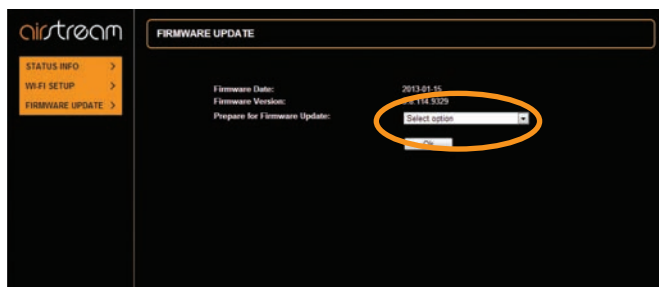 airstream
FIRMWARE UPDATE
STATUS INFO >
WI-FI SETUP >
FIRMWARE UPDATE >
Firmware Date: 2013-01-15
Firmware Version:
Prepare for Firmware Update: Select option
Ok